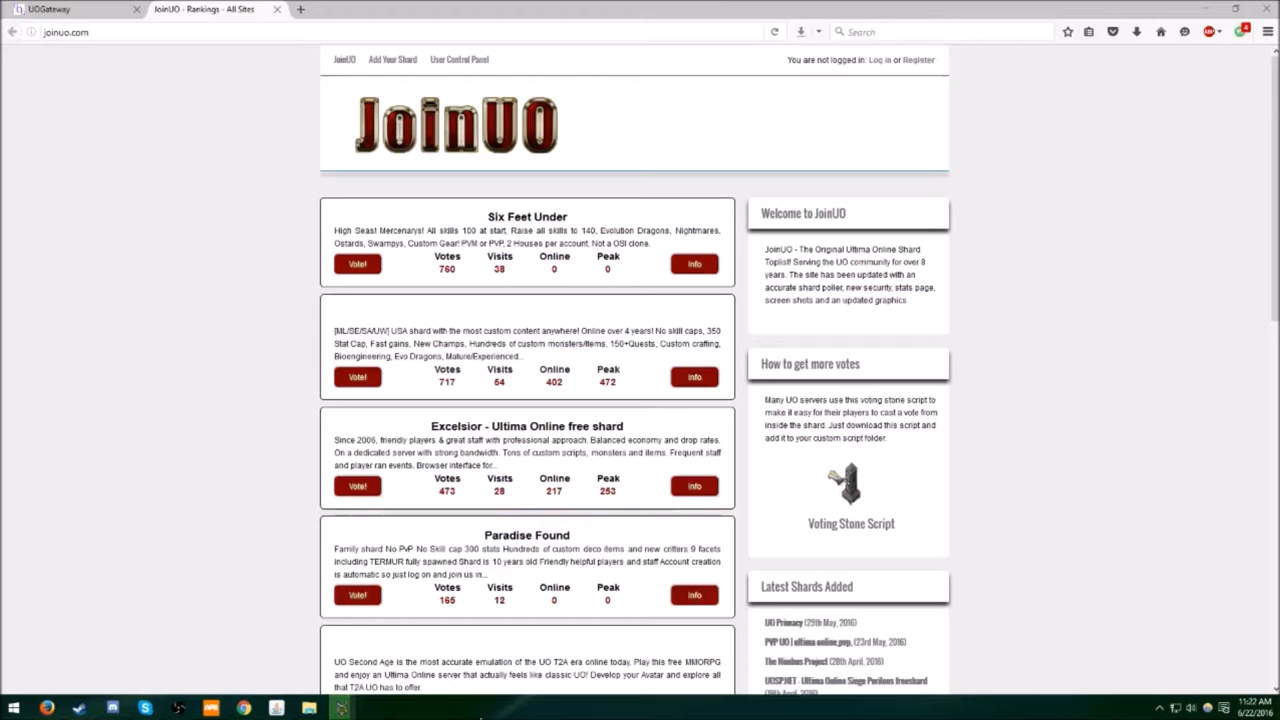 UOGateway
JoinUO - Rankings - All Sites
joinuo.com
Search
4
JoinUO Add Your Shard User Control Panel
You are not logged in: Log in or Register
JoinUO
Six Feet Under
High Seas! Mercenarys! All skills 100 at start, Raise all skills to 140, Evolution Dragons, Nightmares,
Ostards, Swampys, Custom Gear! PVM or PVP, 2 Houses per account, Not a OSI clone.
Vote!
Votes Visits Online Peak
760 38 0 0
Info
[ML/SE/SA/UW] USA shard with the most custom content anywhere! Online over 4 years! No skill caps, 350
Stat Cap, Fast gains, New Champs, Hundreds of custom monsters/items, 150+Quests, Custom crafting,
Bioengineering, Evo Dragons, Mature/Experienced...
Vote!
Votes Visits Online Peak
717 54 402 472
Info
Excelsior - Ultima Online free shard
Since 2006, friendly players & great staff with professional approach. Balanced economy and drop rates.
On a dedicated server with strong bandwidth. Tons of custom scripts, monsters and items. Frequent staff
and player ran events. Browser interface for...
Vote!
Votes Visits Online Peak
473 28 217 253
Info
Paradise Found
Family shard No PvP No Skill cap 300 stats Hundreds of custom deco items and new critters 9 facets
including TERMUR fully spawned Shard is 10 years old Friendly helpful players and staff Account creation
is automatic so just log on and join us in...
Vote!
Votes Visits Online Peak
165 12 0 0
Info
UO Second Age is the most accurate emulation of the UO T2A era online today. Play this free MMORPG
and enjoy an Ultima Online server that actually feels like classic UO! Develop your Avatar and explore all
that T2A UO has to offer.
Welcome to JoinUO
JoinUO - The Original Ultima Online Shard
Toplist! Serving the UO community for over 8
years. The site has been updated with an
accurate shard poller, new security, stats page,
screen shots and an updated graphics
How to get more votes
Many UO servers use this voting stone script to
make it easy for their players to cast a vote from
inside the shard. Just download this script and
add it to your custom script folder.
Voting Stone Script
Latest Shards Added
UO Primacy (29th May, 2016)
PVP UO | ultima online pvp, (23rd May, 2016)
The Nimbus Project (28th April, 2016)
UOSP.NET - Ultima Online Siege Perilous freeshard
11:22 AM
6/22/2016